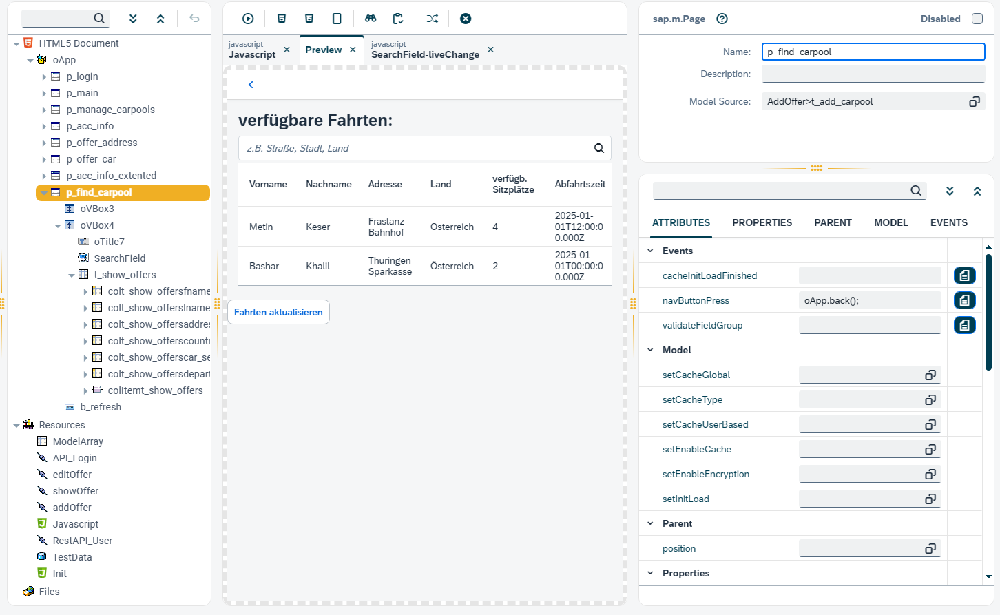 HTML5 Document
oApp
p_login
p_main
p_manage_carpools
p_acc_info
p_offer_address
p_offer_car
p_acc_info_extented
p_find_carpool
oVBox3
oVBox4
oTitle7
SearchField
t_show_offers
colt_show_offersfname
colt_show_offerslname
colt_show_offersaddres
colt_show_offerscountr
colt_show_offerscar_se
colt_show_offersdepart
colItemt_show_offers
b_refresh
Resources
ModelArray
API_Login
editOffer
showOffer
addOffer
Javascript
RestAPI_User
TestData
Init
Files
javascript
Javascript
Preview
javascript
SearchField-liveChange
verfügbare Fahrten:
z.B. Straße, Stadt, Land
Vorname Nachname Adresse Land verfügb. Sitzplätze Abfahrtszeit
Metin Keser Frastanz Bahnhof Österreich 4 2025-01-01T12:00:00.000Z
Bashar Khalil Thüringen Sparkasse Österreich 2 2025-01-01T00:00:00.000Z
Fahrten aktualisieren
sap.m.Page
Disabled
Name: p_find_carpool
Description:
Model Source: AddOffer>t_add_carpool
ATTRIBUTES PROPERTIES PARENT MODEL EVENTS
Events
cacheInitLoadFinished
navButtonPress oApp.back();
validateFieldGroup
Model
setCacheGlobal
setCacheType
setCacheUserBased
setEnableCache
setEnableEncryption
setInitLoad
Parent
position
Properties